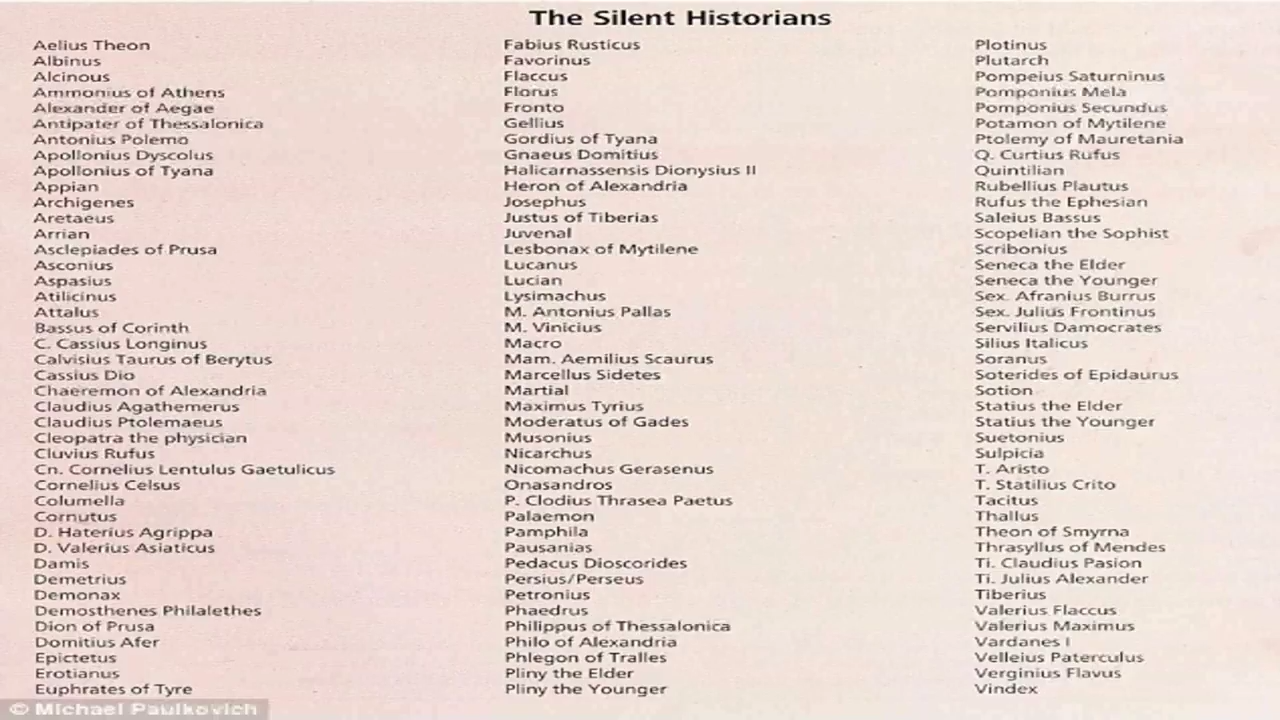 The Silent Historians
Aelius Theon
Albinus
Alcinous
Ammonius of Athens
Alexander of Aegae
Antipater of Thessalonica
Antonius Polemo
Apollonius Dyscolus
Apollonius of Tyana
Appian
Archigenes
Aretaeus
Arrian
Asclepiades of Prusa
Asconius
Aspasius
Atilicinus
Attalus
Bassus of Corinth
C. Cassius Longinus
Calvisius Taurus of Berytus
Cassius Dio
Chaeremon of Alexandria
Claudius Agathemerus
Claudius Ptolemaeus
Cleopatra the physician
Cluvius Rufus
Cn. Cornelius Lentulus Gaetulicus
Cornelius Celsus
Columella
Cornutus
D. Haterius Agrippa
D. Valerius Asiaticus
Damis
Demetrius
Demonax
Demosthenes Philalethes
Dion of Prusa
Domitius Afer
Epictetus
Erotianus
Euphrates of Tyre
Fabius Rusticus
Favorinus
Flaccus
Florus
Fronto
Gellius
Gordius of Tyana
Gnaeus Domitius
Halicarnassensis Dionysius II
Heron of Alexandria
Josephus
Justus of Tiberias
Juvenal
Lesbonax of Mytilene
Lucanus
Lucian
Lysimachus
M. Antonius Pallas
M. Vinicius
Macro
Mam. Aemilius Scaurus
Marcellus Sidetes
Martial
Maximus Tyrius
Moderatus of Gades
Musonius
Nicarchus
Nicomachus Gerasenus
Onasandros
P. Clodius Thrasea Paetus
Palaemon
Pamphila
Pausanias
Pedacus Dioscorides
Persius/Perseus
Petronius
Phaedrus
Philippus of Thessalonica
Philo of Alexandria
Phlegon of Tralles
Pliny the Elder
Pliny the Younger
Plotinus
Plutarch
Pompeius Saturninus
Pomponius Mela
Pomponius Secundus
Potamon of Mytilene
Ptolemy of Mauretania
Q. Curtius Rufus
Quintilian
Rubellius Plautus
Rufus the Ephesian
Saleius Bassus
Scopelian the Sophist
Scribonius
Seneca the Elder
Seneca the Younger
Sex. Afranius Burrus
Sex. Julius Frontinus
Servilius Damocrates
Silius Italicus
Soranus
Soterides of Epidaurus
Sotion
Statius the Elder
Statius the Younger
Suetonius
Sulpicia
T. Aristo
T. Statilius Crito
Tacitus
Thallus
Theon of Smyrna
Thrasyllus of Mendes
Ti. Claudius Pasion
Ti. Julius Alexander
Tiberius
Valerius Flaccus
Valerius Maximus
Vardanes I
Velleius Paterculus
Verginius Flavus
Vindex
© Michael Paulkovich